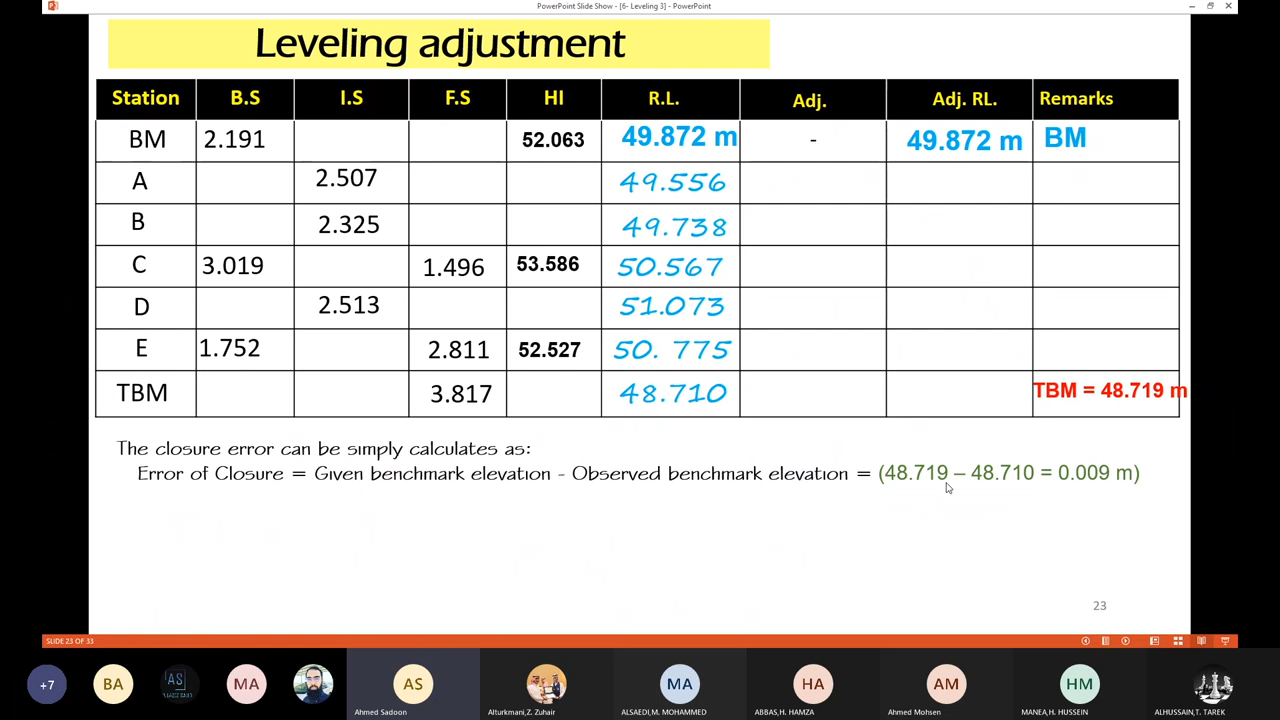 PowerPoint Slide Show - [6- Leveling 3] - PowerPoint
Leveling adjustment
Station B.S I.S F.S HI R.L. Adj. Adj. RL. Remarks
BM 2.191 52.063 49.872 m - 49.872 m BM
A 2.507 49.556
B 2.325 49.738
C 3.019 1.496 53.586 50.567
D 2.513 51.073
E 1.752 2.811 52.527 50. 775
TBM 3.817 48.710 TBM = 48.719 m
The closure error can be simply calculates as:
Error of Closure = Given benchmark elevation - Observed benchmark elevation = (48.719 – 48.710 = 0.009 m)
23
SLIDE 23 OF 33
+7 BA AS MA AS MA HA AM HM
Ahmed Sadoon Alturkmani,Z. Zuhair ALSAEDI,M. MOHAMMED ABBAS,H. HAMZA Ahmed Mohsen MANEA,H. HUSSEIN ALHUSSAIN,T. TAREK